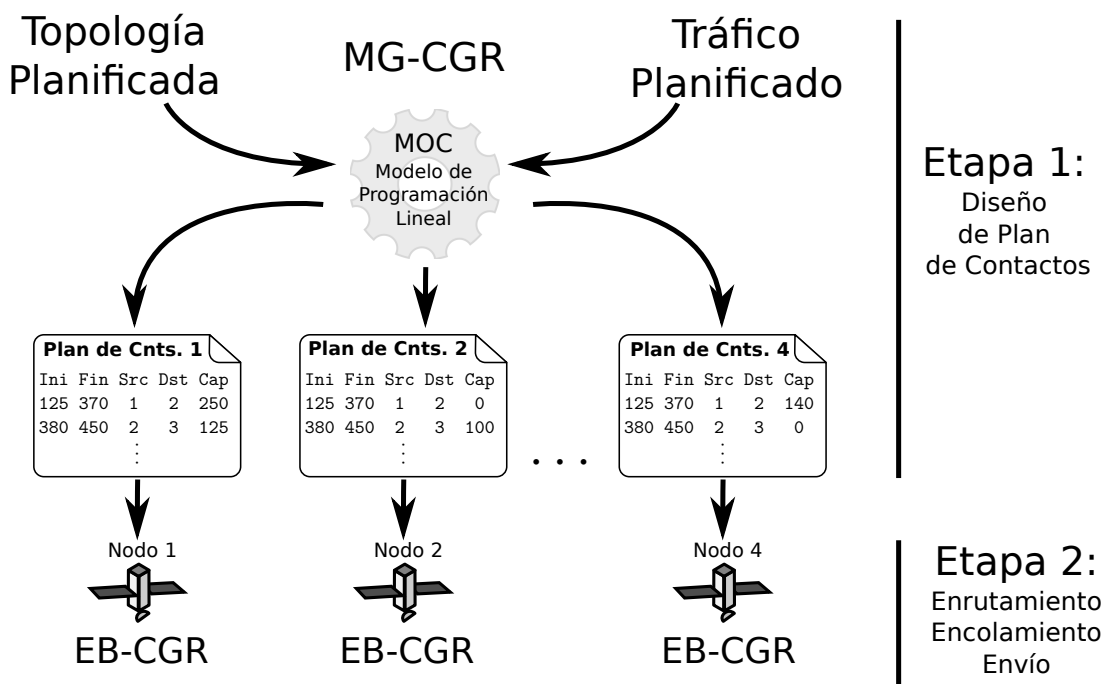 Topología
Planificada
MG-CGR
Tráfico
Planificado
MOC
Modelo de
Programación
Lineal
Etapa 1:
Diseño
de Plan
de Contactos
Plan de Cnts. 1
Ini Fin Src Dst Cap
125 370 1 2 250
380 450 2 3 125
⋮
Plan de Cnts. 2
Ini Fin Src Dst Cap
125 370 1 2 0
380 450 2 3 100
⋮
. . .
Plan de Cnts. 4
Ini Fin Src Dst Cap
125 370 1 2 140
380 450 2 3 0
⋮
Nodo 1
EB-CGR
Nodo 2
EB-CGR
Nodo 4
EB-CGR
Etapa 2:
Enrutamiento
Encolamiento
Envío